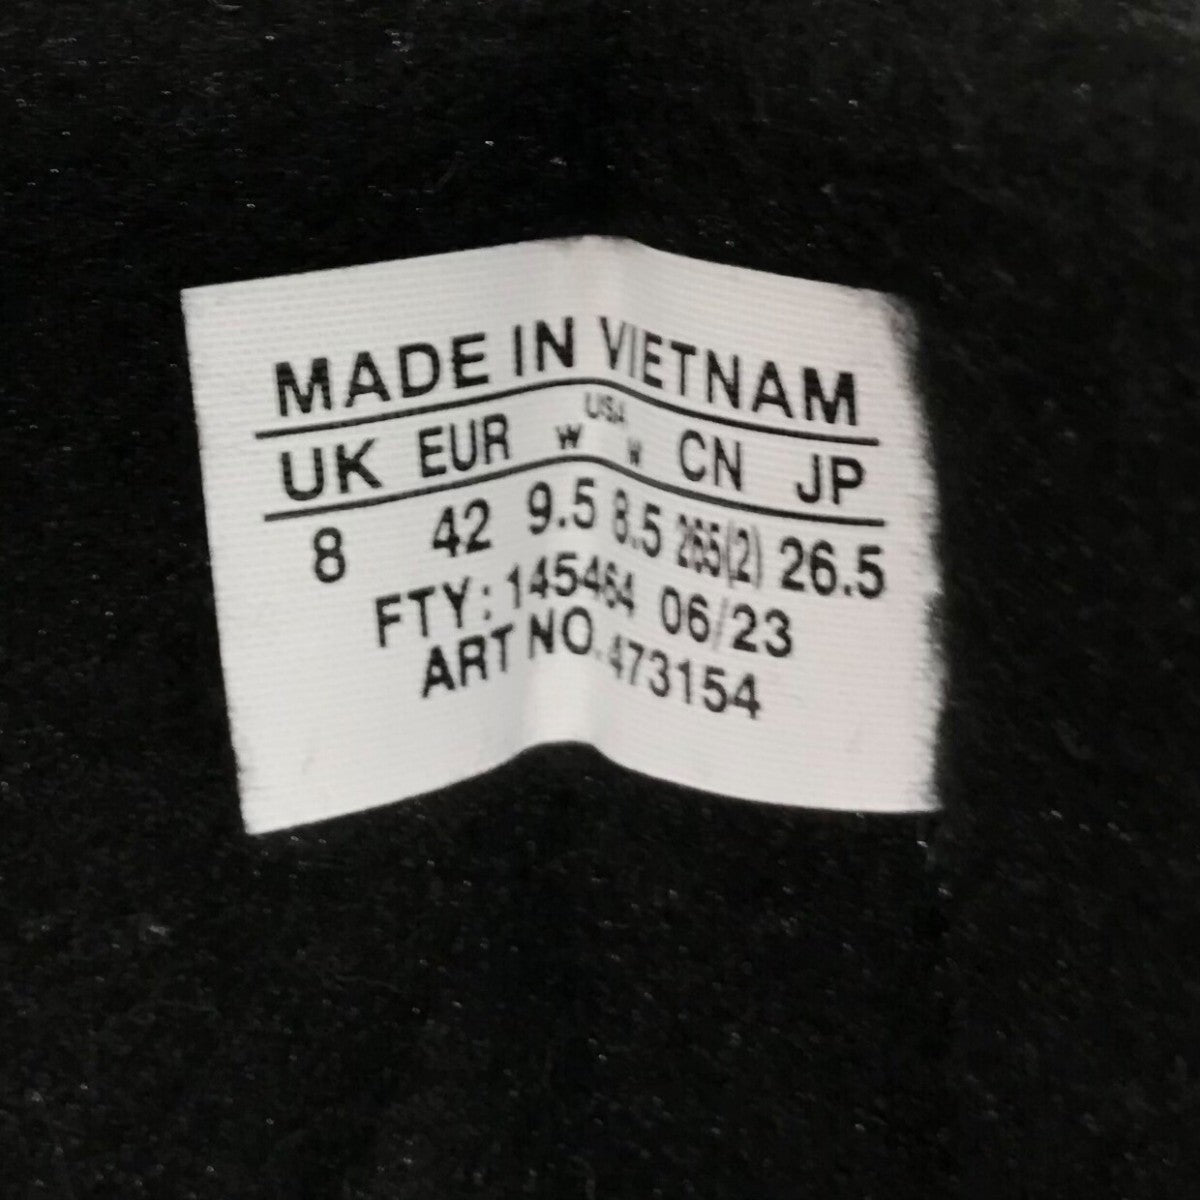 MADE IN VIETNAM
UK EUR W USA W CN JP
8 42 9.5 8.5 265(2) 26.5
FTY: 145464 06/23
ART NO. 473154